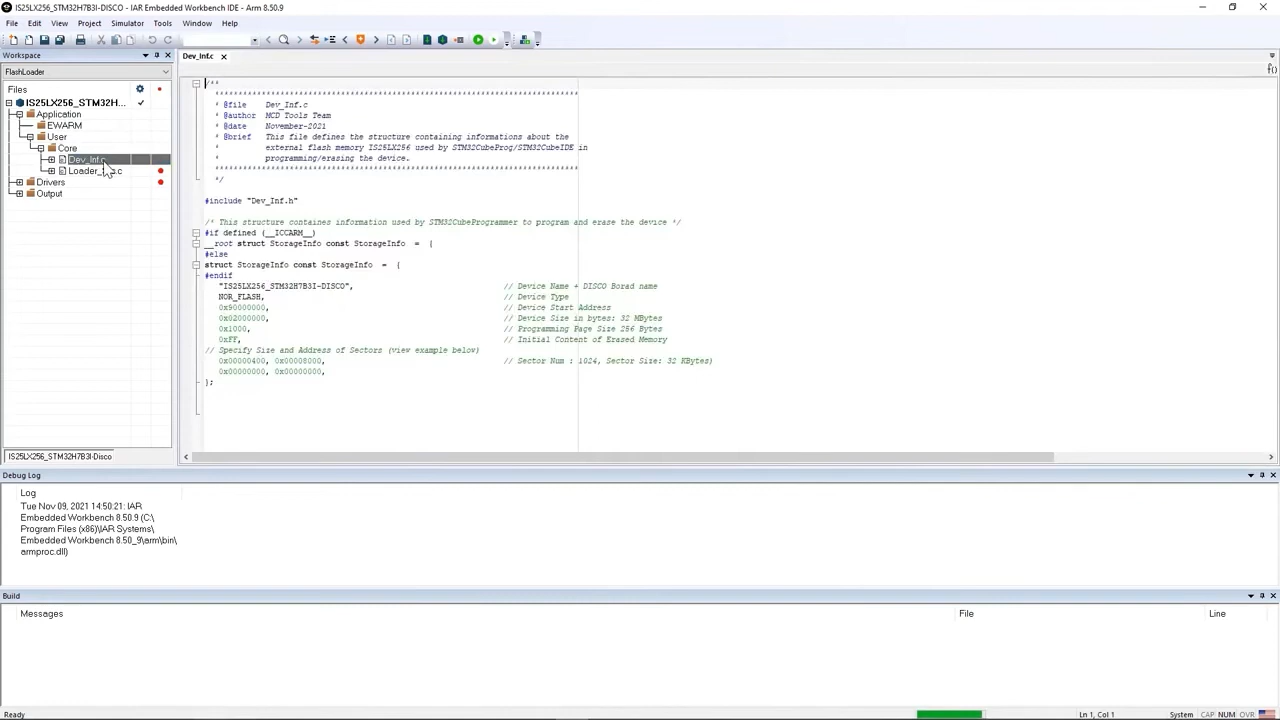 IS25LX256_STM32H7B3I-DISCO - IAR Embedded Workbench IDE - Arm 8.50.9
File Edit View Project Simulator Tools Window Help
Workspace
FlashLoader
Files
IS25LX256_STM32H...
Application
EWARM
User
Core
Dev_Inf.c
Drivers
Output
IS25LX256_STM32H7B3I-Disco
Dev_Inf.c
f()
/**
******************************************************************************
* @file    Dev_Inf.c
* @author  MCD Tools Team
* @date    November-2021
* @brief   This file defines the structure containing informations about the
external flash memory IS25LX256 used by STM32CubeProg/STM32CubeIDE in
programming/erasing the device.
******************************************************************************
*/
#include "Dev_Inf.h"
/* This structure containes information used by STM32CubeProgrammer to program and erase the device */
#if defined (__ICCARM__)
__root struct StorageInfo const StorageInfo  =  {
#else
struct StorageInfo const StorageInfo  =  {
#endif
"IS25LX256_STM32H7B3I-DISCO", // Device Name + DISCO Borad name
NOR_FLASH, // Device Type
0x90000000, // Device Start Address
0x02000000, // Device Size in bytes: 32 MBytes
0x1000, // Programming Page Size 256 Bytes
0xFF, // Initial Content of Erased Memory
// Specify Size and Address of Sectors (view example below)
0x00000400, 0x00008000, // Sector Num : 1024, Sector Size: 32 KBytes)
0x00000000, 0x00000000,
};
Debug Log
Log
Tue Nov 09, 2021 14:50:21: IAR
Embedded Workbench 8.50.9 (C:\
Program Files (x86)\IAR Systems\
Embedded Workbench 8.50_9\arm\bin\
armproc.dll)
Build
Messages File Line
Ready Ln 1, Col 1 System CAP NUM OVR